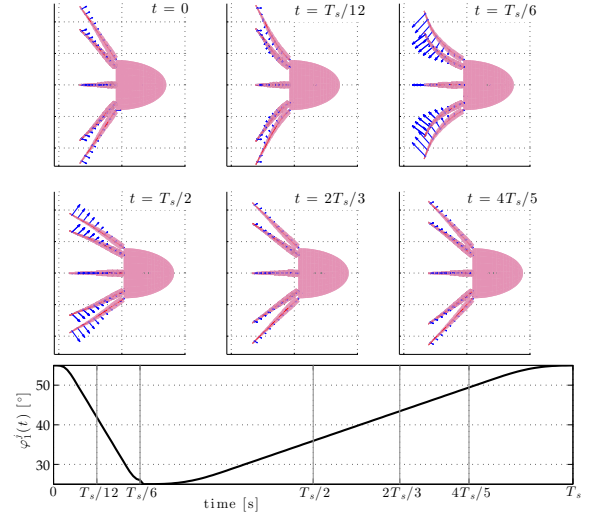 t = 0
t = T_s/12
t = T_s/6
t = T_s/2
t = 2T_s/3
t = 4T_s/5
φ_1^j(t) [°]
50
40
30
0 T_s/12 T_s/6 T_s/2 2T_s/3 4T_s/5 T_s
time [s]